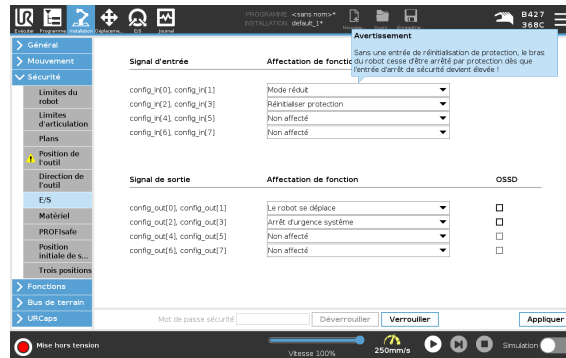 PROGRAMME <sans nom>*
INSTALLATION default_1*
Exécuter Programme Installation Déplaceme... E/S Journal
B427
368C
Avertissement
Sans une entrée de réinitialisation de protection, le bras
du robot cesse d'être arrêté par protection dès que
l'entrée d'arrêt de sécurité devient élevée !
Général
Mouvement
Sécurité
Limites du
robot
Limites
d'articulation
Plans
Position de
l'outil
Direction de
l'outil
E/S
Matériel
PROFIsafe
Position
initiale de s...
Trois positions
Fonctions
Bus de terrain
URCaps
Signal d'entrée Affectation de fonction
config_in[0], config_in[1] Mode réduit
config_in[2], config_in[3] Réinitialiser protection
config_in[4], config_in[5] Non affecté
config_in[6], config_in[7] Non affecté
Signal de sortie Affectation de fonction OSSD
config_out[0], config_out[1] Le robot se déplace
config_out[2], config_out[3] Arrêt d'urgence système
config_out[4], config_out[5] Non affecté
config_out[6], config_out[7] Non affecté
Mot de passe sécurité Déverrouiller Verrouiller Appliquer
Mise hors tension Vitesse 100% 250mm/s Simulation